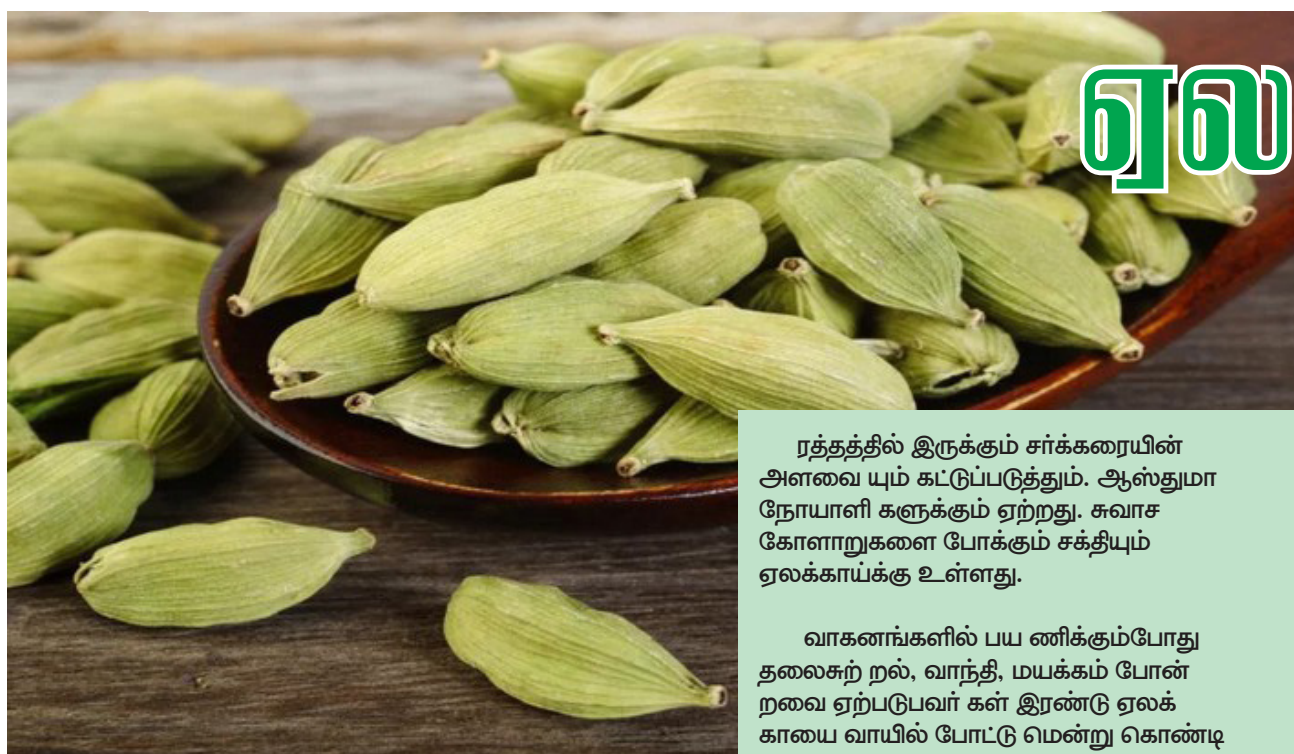 ஏல
ரத்தத்தில் இருக்கும் சர்க்கரையின்
அளவை யும் கட்டுப்படுத்தும். ஆஸ்துமா
நோயாளி களுக்கும் ஏற்றது. சுவாச
கோளாறுகளை போக்கும் சக்தியும்
ஏலக்காய்க்கு உள்ளது.
வாகனங்களில் பய ணிக்கும்போது
தலைசுற் றல், வாந்தி, மயக்கம் போன்
றவை ஏற்படுபவர் கள் இரண்டு ஏலக்
காயை வாயில் போட்டு மென்று கொண்டி